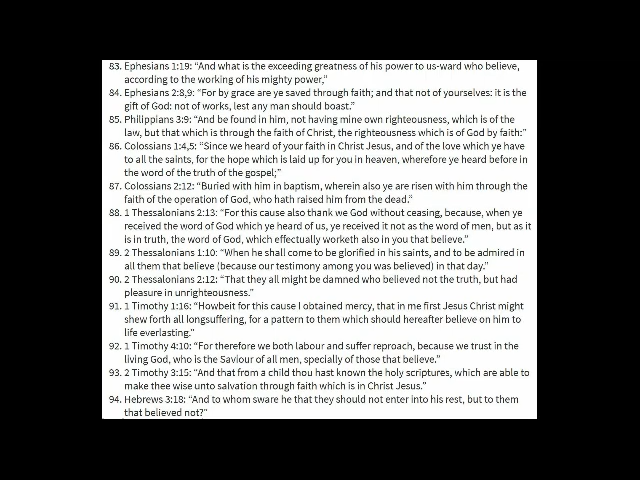 83. Ephesians 1:19: “And what is the exceeding greatness of his power to us-ward who believe,
according to the working of his mighty power,”
84. Ephesians 2:8,9: “For by grace are ye saved through faith; and that not of yourselves: it is the
gift of God: not of works, lest any man should boast.”
85. Philippians 3:9: “And be found in him, not having mine own righteousness, which is of the
law, but that which is through the faith of Christ, the righteousness which is of God by faith:”
86. Colossians 1:4,5: “Since we heard of your faith in Christ Jesus, and of the love which ye have
to all the saints, for the hope which is laid up for you in heaven, wherefore ye heard before in
the word of the truth of the gospel;”
87. Colossians 2:12: “Buried with him in baptism, wherein also ye are risen with him through the
faith of the operation of God, who hath raised him from the dead.”
88. 1 Thessalonians 2:13: “For this cause also thank we God without ceasing, because, when ye
received the word of God which ye heard of us, ye received it not as the word of men, but as it
is in truth, the word of God, which effectually worketh also in you that believe.”
89. 2 Thessalonians 1:10: “When he shall come to be glorified in his saints, and to be admired in
all them that believe (because our testimony among you was believed) in that day.”
90. 2 Thessalonians 2:12: “That they all might be damned who believed not the truth, but had
pleasure in unrighteousness.”
91. 1 Timothy 1:16: “Howbeit for this cause I obtained mercy, that in me first Jesus Christ might
shew forth all longsuffering, for a pattern to them which should hereafter believe on him to
life everlasting.”
92. 1 Timothy 4:10: “For therefore we both labour and suffer reproach, because we trust in the
living God, who is the Saviour of all men, specially of those that believe.”
93. 2 Timothy 3:15: “And that from a child thou hast known the holy scriptures, which are able to
make thee wise unto salvation through faith which is in Christ Jesus.”
94. Hebrews 3:18: “And to whom sware he that they should not enter into his rest, but to them
that believed not?”